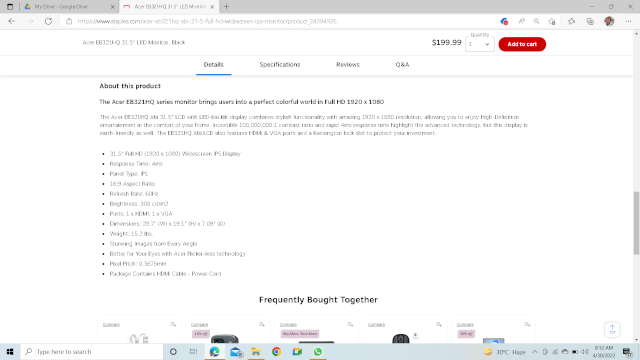 My Drive - Google Drive
Acer EB321HQ 31.5" LCD Monito
https://www.staples.com/acer-eb321hq-abi-31-5-full-hd-widescreen-ips-monitor/product_24284926
Acer EB321HQ 31.5" LED Monitor, Black
$199.99
Quantity
1
Add to cart
Details
Specifications
Reviews
Q&A
About this product
The Acer EB321HQ series monitor brings users into a perfect colorful world in Full HD 1920 x 1080
The Acer EB321HQ Abi 31.5" LCD with LED-backlit display combines stylish functionality with amazing 1920 x 1080 resolution, allowing you to enjoy High-Definition
entertainment in the comfort of your home. Incredible 100,000,000:1 contrast ratio and rapid 4ms response time highlight the advanced technology, but this display is
earth-friendly as well. The EB321HQ Abi LCD also features HDMI & VGA ports and a Kensington lock slot to protect your investment.
31.5" Full HD (1920 x 1080) Widescreen IPS Display
Response Time: 4ms
Panel Type: IPS
16:9 Aspect Ratio
Refresh Rate: 60Hz
Brightness: 300 cd/m2
Ports: 1 x HDMI, 1 x VGA
Dimensions: 28.7" (W) x 19.1" (H) x 7.09" (D)
Weight: 15.2 lbs.
Stunning Images from Every Angle
Better for Your Eyes with Acer Flicker-less technology
Pixel Pitch: 0.3675mm
Package Contains HDMI Cable - Power Cord
Frequently Bought Together
Compare
Compare
Compare
Compare
Compare
Buy More, Save More
Type here to search
30°C Haze
8:12 AM
4/30/2022